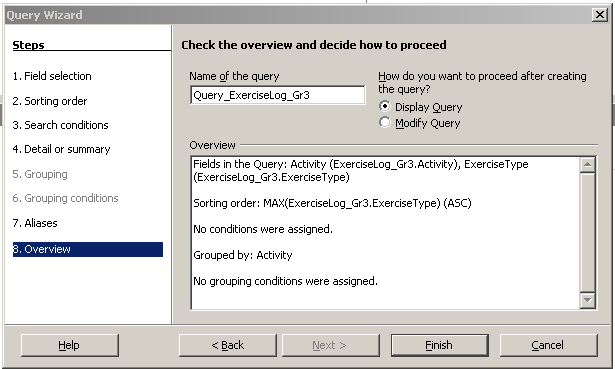 Query Wizard
Steps
1. Field selection
2. Sorting order
3. Search conditions
4. Detail or summary
5. Grouping
6. Grouping conditions
7. Aliases
8. Overview
Check the overview and decide how to proceed
Name of the query
Query_ExerciseLog_Gr3
How do you want to proceed after creating
the query?
Display Query
Modify Query
Overview
Fields in the Query: Activity (ExerciseLog_Gr3.Activity), ExerciseType
(ExerciseLog_Gr3.ExerciseType)
Sorting order: MAX(ExerciseLog_Gr3.ExerciseType) (ASC)
No conditions were assigned.
Grouped by: Activity
No grouping conditions were assigned.
Help
< Back
Next >
Finish
Cancel